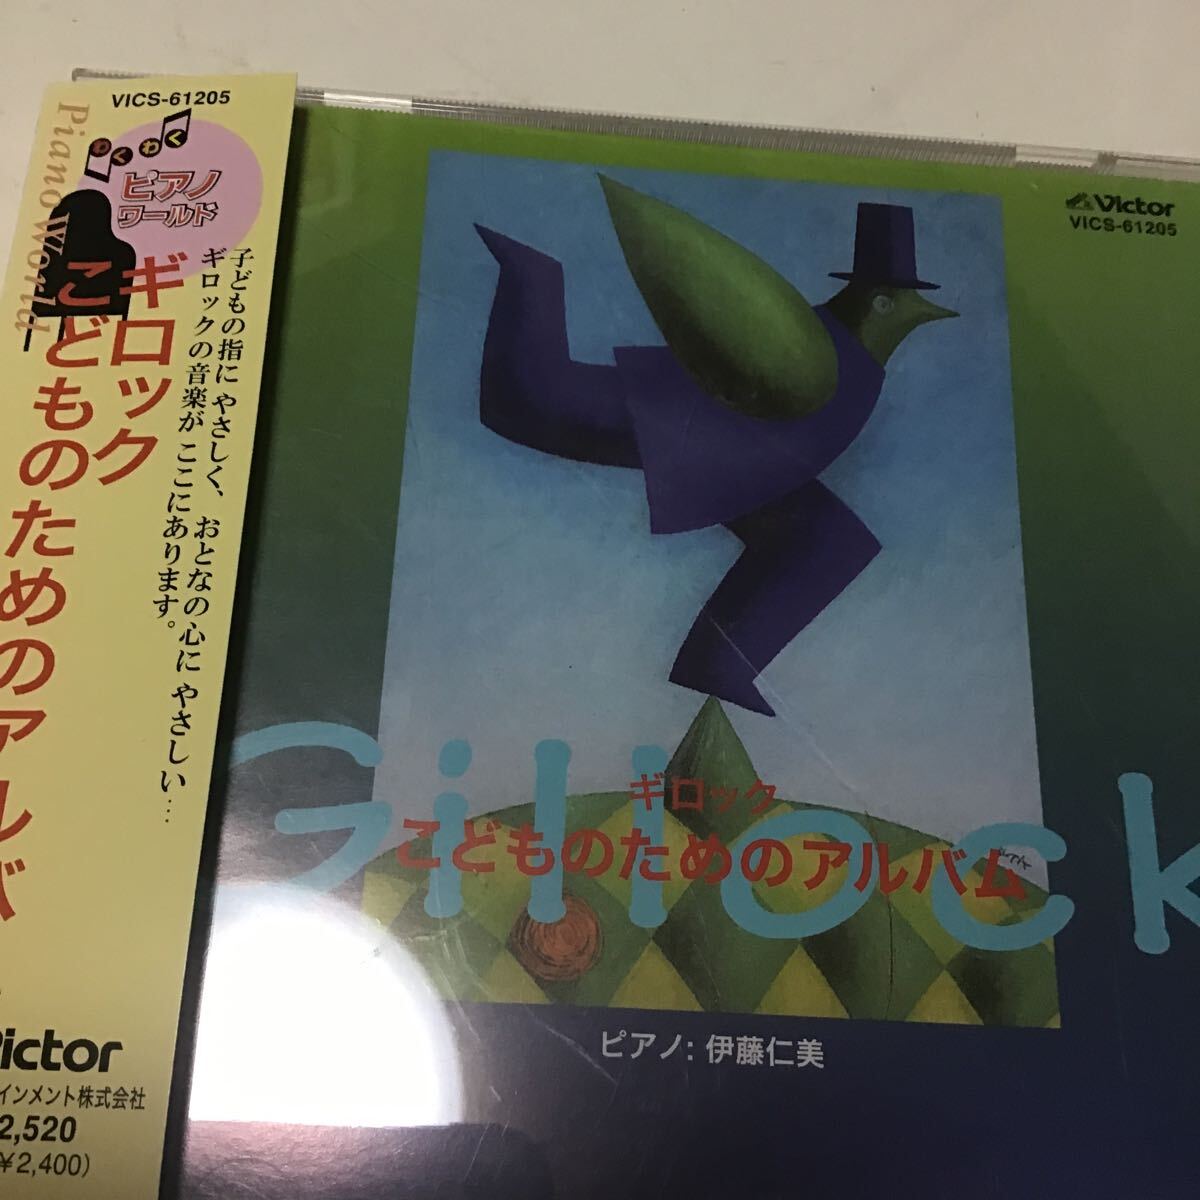 VICS-61205
わくわく
ピアノ
ワールド
Piano World
ギロック
こどものためのアルバ
子どもの指に やさしく、 おとなの心に やさしい…
ギロックの音楽が ここにあります。
ictor
インメント株式会社
2,520
¥2,400)
Victor
VICS-61205
Gillock
ギロック
こどものためのアルバム
ピアノ: 伊藤仁美